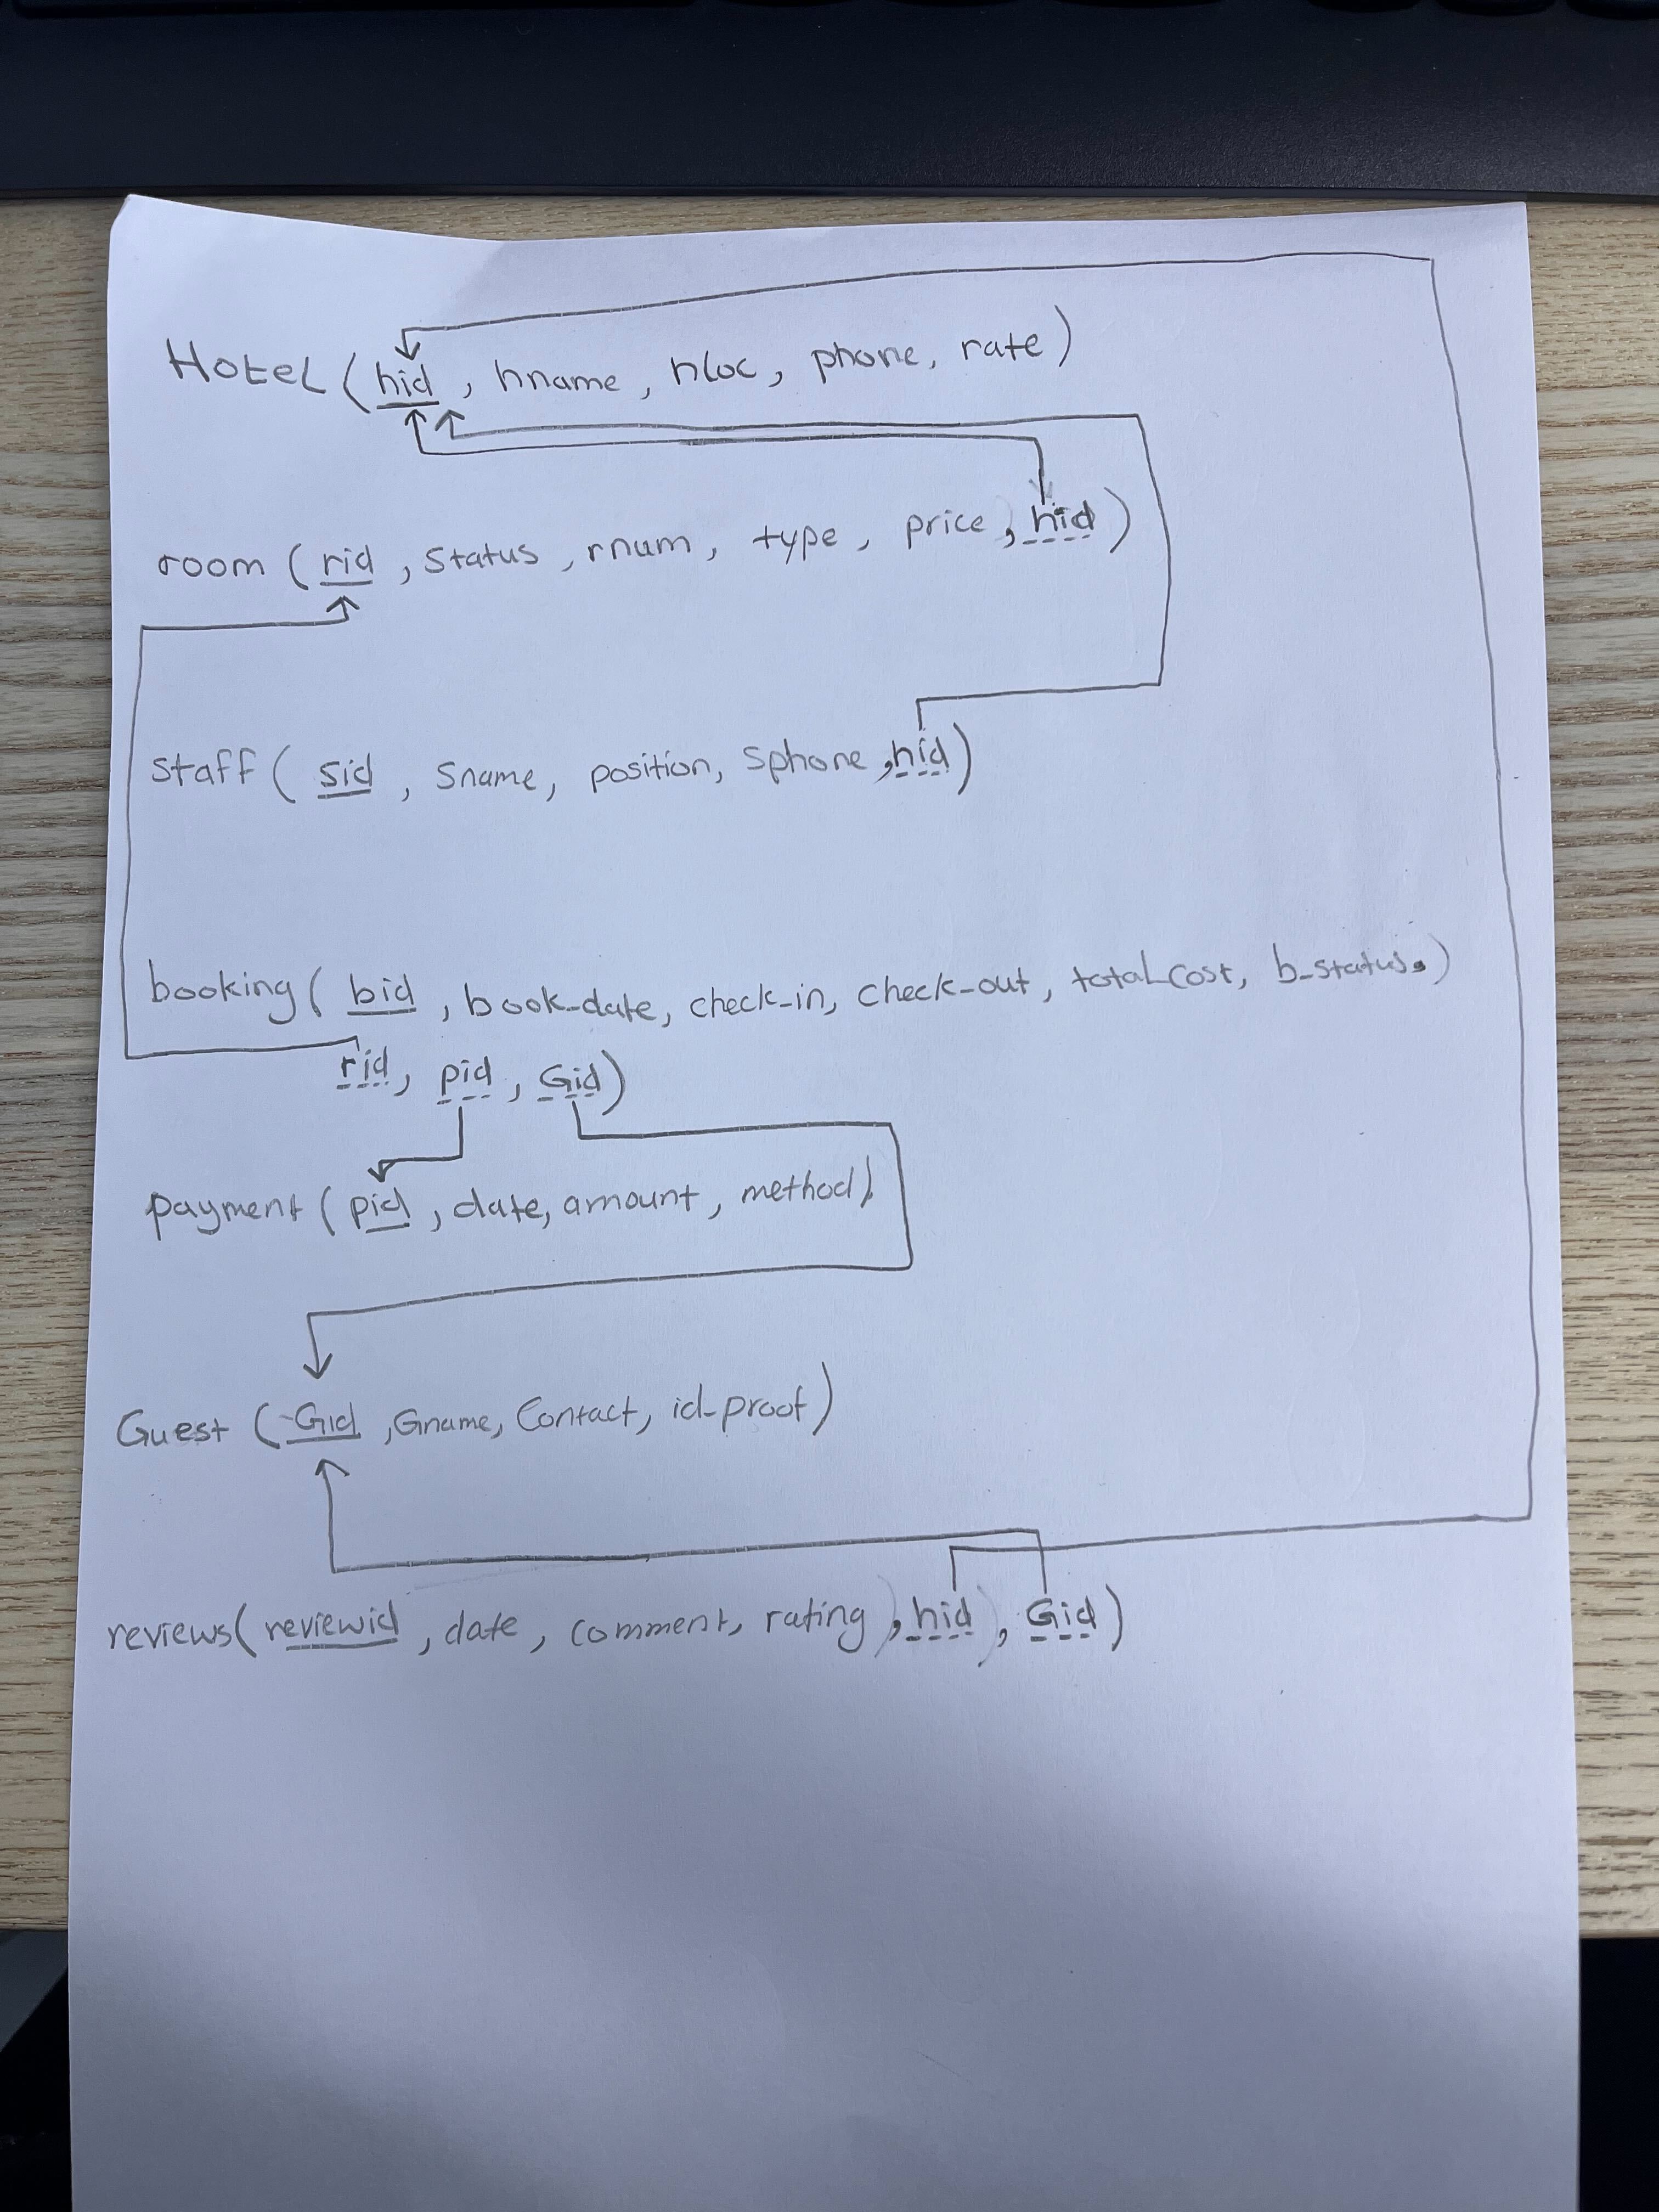 Hotel (hid, hname, hloc, phone, rate)
room (rid, status, rnum, type, price, hid)
staff (sid, sname, position, sphone, hid)
booking (bid, book-date, check-in, check-out, total-cost, b-status.)
rid, pid, Gid)
payment (pid, date, amount, method)
Guest (Gid, Gname, Contact, id-proof)
reviews (reviewid, date, comment, rating, hid, Gid)